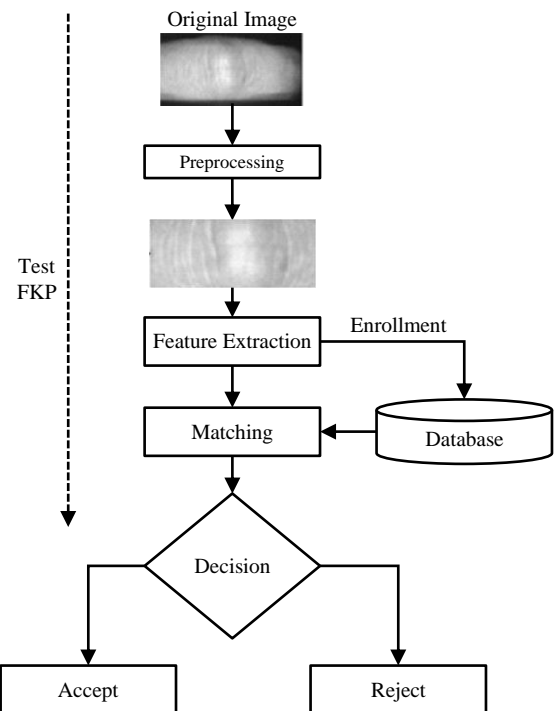 Original Image
Preprocessing
Test
FKP
Feature Extraction
Enrollment
Matching
Database
Decision
Accept
Reject